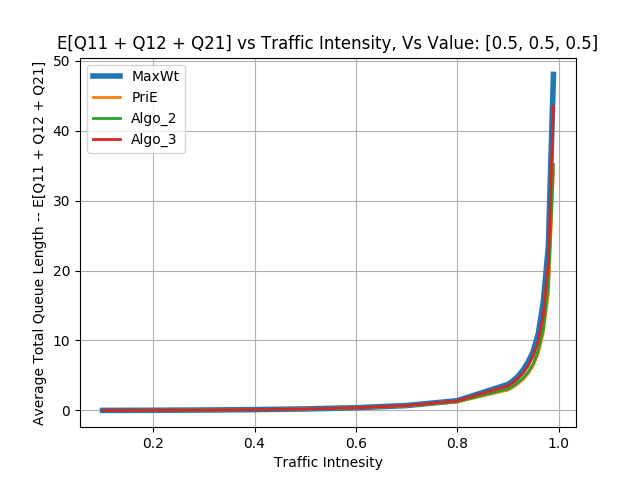 E[Q11 + Q12 + Q21] vs Traffic Intensity, Vs Value: [0.5, 0.5, 0.5]
Average Total Queue Length -- E[Q11 + Q12 + Q21]
50
40
30
20
10
0
MaxWt
PriE
Algo_2
Algo_3
0.2
0.4
0.6
0.8
1.0
Traffic Intnesity